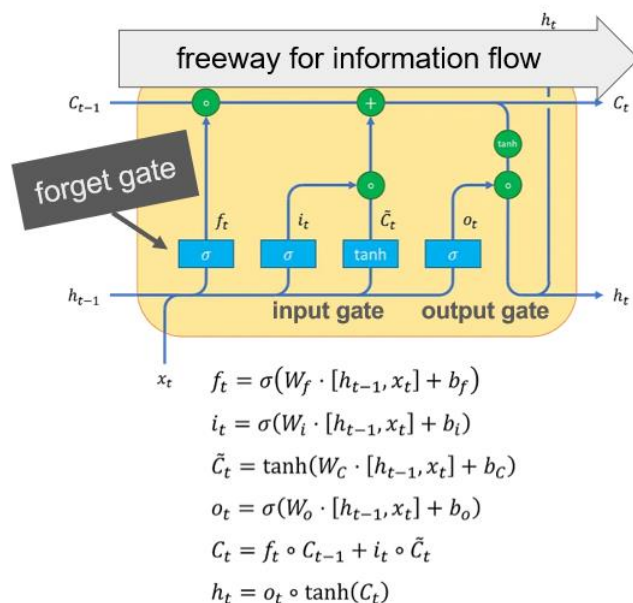 h_t
freeway for information flow
C_{t-1} ∘ + C_t
tanh
forget gate
∘ ∘
f_t i_t C̃_t o_t
σ σ tanh σ
h_{t-1} h_t
input gate output gate
x_t
f_t = σ(W_f · [h_{t-1}, x_t] + b_f)
i_t = σ(W_i · [h_{t-1}, x_t] + b_i)
C̃_t = tanh(W_C · [h_{t-1}, x_t] + b_C)
o_t = σ(W_o · [h_{t-1}, x_t] + b_o)
C_t = f_t ∘ C_{t-1} + i_t ∘ C̃_t
h_t = o_t ∘ tanh(C_t)